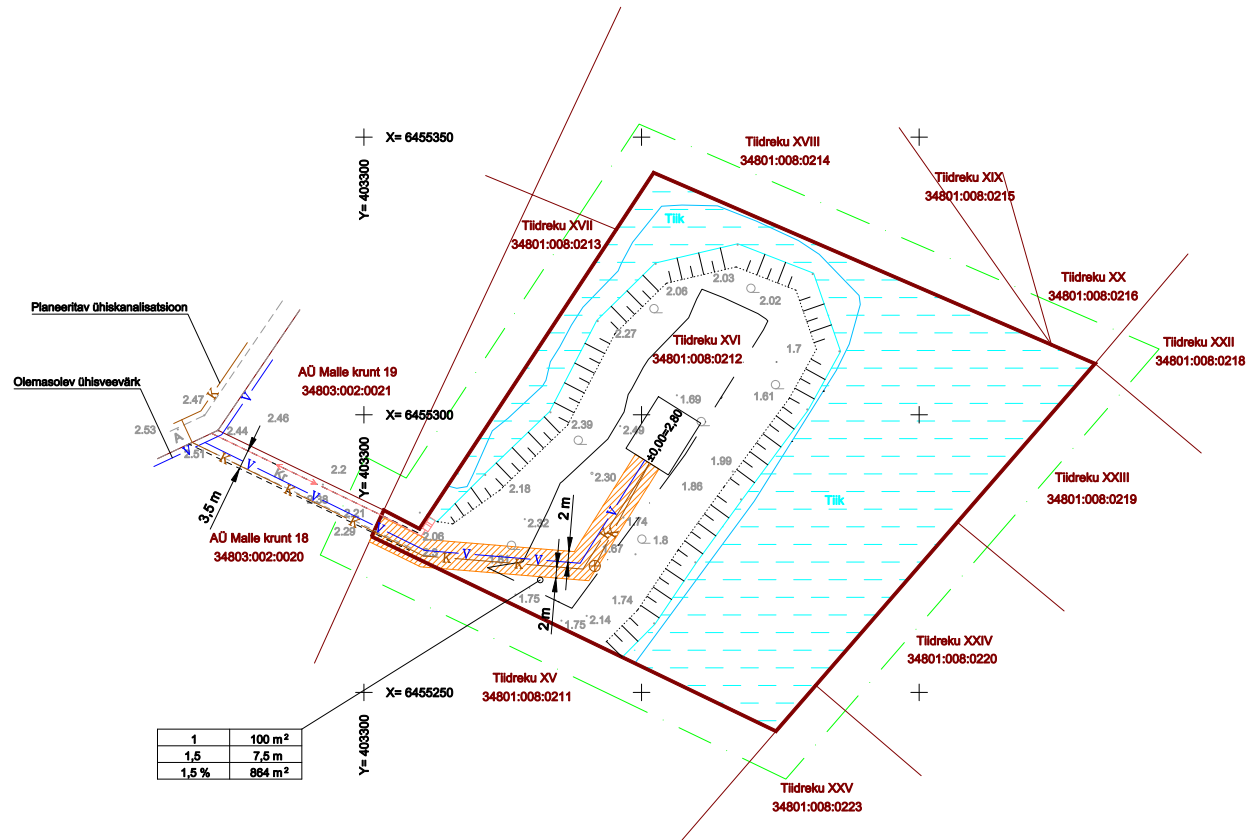 X= 6455350
Y= 403300
Tiidreku XVIII
34801:008:0214
Tiidreku XIX
34801:008:0215
Tiik
Tiidreku XVII
34801:008:0213
2.03
2.06
2.02
Tiidreku XX
34801:008:0216
Planeeritav ühiskanalisatsioon
2.27
Tiidreku XVI
34801:008:0212
1.7
Tiidreku XXII
34801:008:0218
AÜ Malle krunt 19
34803:002:0021
Olemasolev ühisveevärk
K
V
2.47
1.69
1.61
X= 6455300
2.46
2.53
A
2.44
2.39
2.49
±0,00=2,80
2.51
V
Y= 403300
2.2
Kr
2.30
1.99
1.86
Tiidreku XXIII
34801:008:0219
K
V
K
V
2.18
Tiik
3,5 m
2.21
2.29
K
V
2.32
2 m
V
1.74
1.8
AÜ Malle krunt 18
34803:002:0020
2.06
K
V
K
V
K
1.67
1.75
2 m
1.75
2.14
1.74
Tiidreku XXIV
34801:008:0220
Tiidreku XV
34801:008:0211
X= 6455250
Y= 403300
1 100 m²
1,5 7,5 m
1,5 % 864 m²
Tiidreku XXV
34801:008:0223